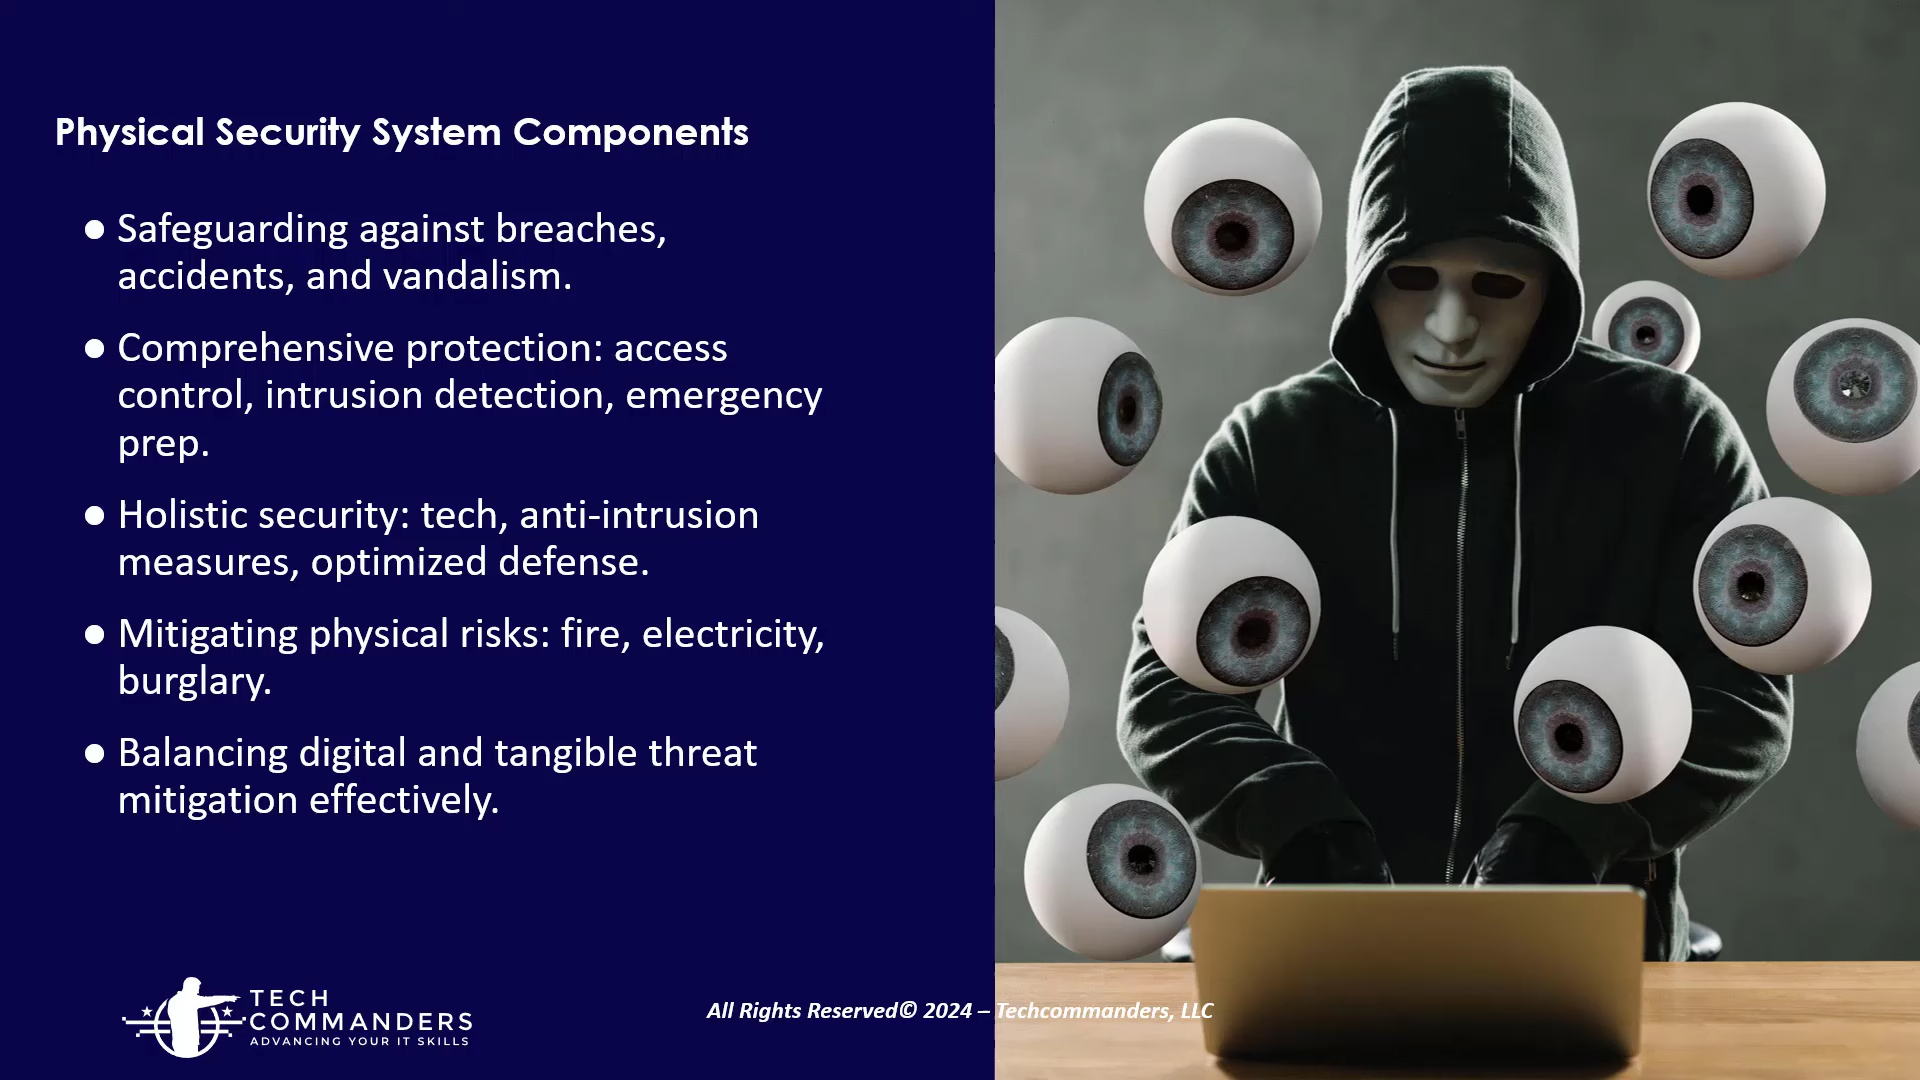 Physical Security System Components
● Safeguarding against breaches,
accidents, and vandalism.
● Comprehensive protection: access
control, intrusion detection, emergency
prep.
● Holistic security: tech, anti-intrusion
measures, optimized defense.
● Mitigating physical risks: fire, electricity,
burglary.
● Balancing digital and tangible threat
mitigation effectively.
TECH
COMMANDERS
ADVANCING YOUR IT SKILLS
All Rights Reserved© 2024 – Techcommanders, LLC